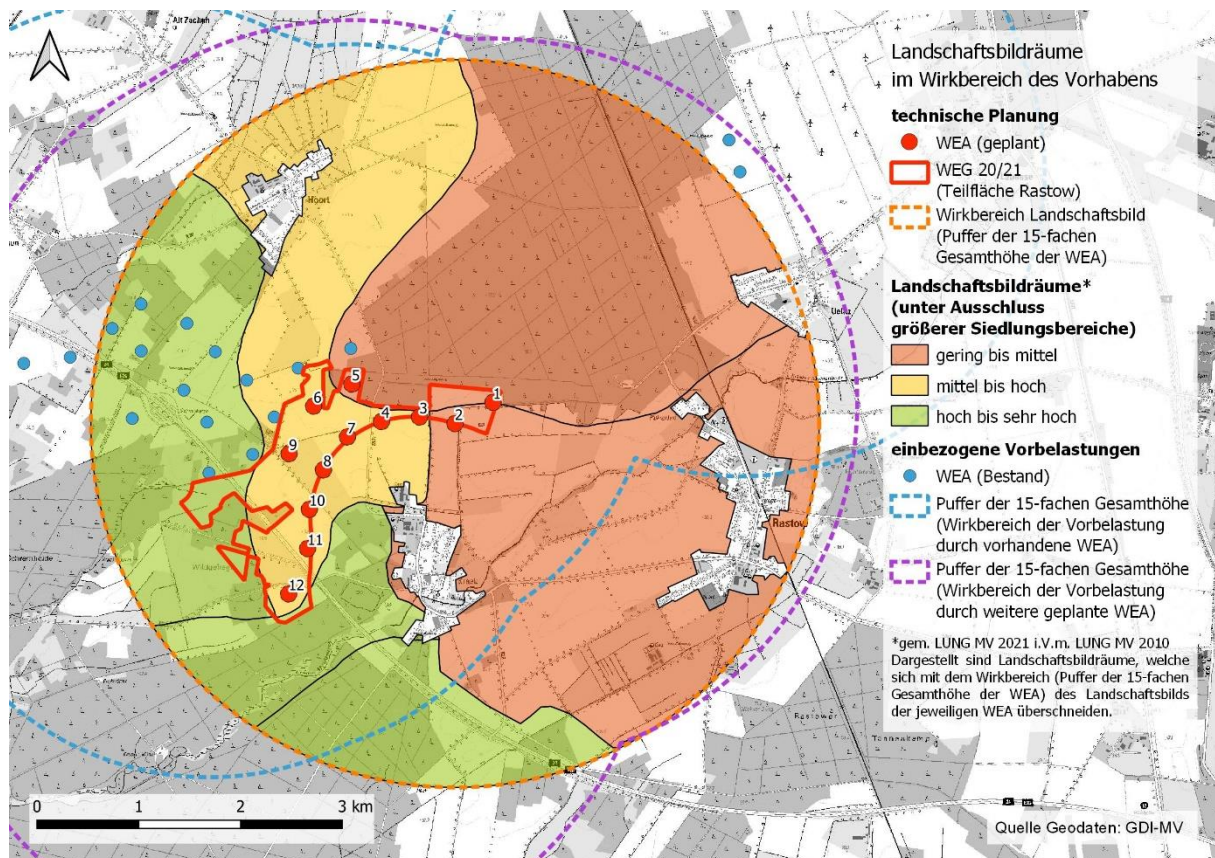 Alt Zachun
Hoort
Uelitz
Rastow
Rastower
Tannenkamp
1
2
3
4
5
6
7
8
9
10
11
12
0 1 2 3 km
Landschaftsbildräume
im Wirkbereich des Vorhabens
technische Planung
WEA (geplant)
WEG 20/21
(Teilfläche Rastow)
Wirkbereich Landschaftsbild
(Puffer der 15-fachen
Gesamthöhe der WEA)
Landschaftsbildräume*
(unter Ausschluss
größerer Siedlungsbereiche)
gering bis mittel
mittel bis hoch
hoch bis sehr hoch
einbezogene Vorbelastungen
WEA (Bestand)
Puffer der 15-fachen Gesamthöhe
(Wirkbereich der Vorbelastung
durch vorhandene WEA)
Puffer der 15-fachen Gesamthöhe
(Wirkbereich der Vorbelastung
durch weitere geplante WEA)
*gem. LUNG MV 2021 i.V.m. LUNG MV 2010
Dargestellt sind Landschaftsbildräume, welche
sich mit dem Wirkbereich (Puffer der 15-fachen
Gesamthöhe der WEA) des Landschaftsbilds
der jeweiligen WEA überschneiden.
Quelle Geodaten: GDI-MV